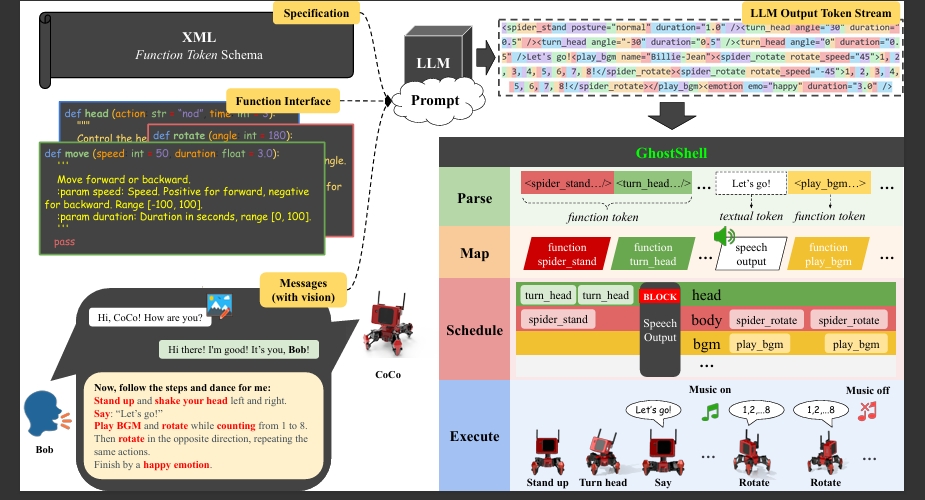 Specification
XML
Function Token Schema
LLM
Prompt
LLM Output Token Stream
<spider_stand posture="normal" duration="1.0" /><turn_head angle="30" duration="
0.5" /><turn_head angle="-30" duration="0.5" /><turn_head angle="0" duration="0.
5" />Let's go!<play_bgm name="Billie-Jean"><spider_rotate rotate_speed="45">1, 2
, 3, 4, 5, 6, 7, 8!</spider_rotate><spider_rotate rotate_speed="-45">1, 2, 3, 4,
5, 6, 7, 8!</spider_rotate></play_bgm><emotion emo="happy" duration="3.0" />
Function Interface
def head (action: str = "nod", time: int = 3):
"""
Control the he
def rotate (angle: int = 180):
ngle.
for
def move (speed: int = 50, duration: float = 3.0):
'''
Move forward or backward.
:param speed: Speed. Positive for forward, negative
for backward. Range [-100, 100].
:param duration: Duration in seconds, range [0, 100].
'''
pass
Messages
(with vision)
Hi, CoCo! How are you?
Hi there! I'm good! It's you, Bob!
Now, follow the steps and dance for me:
Stand up and shake your head left and right.
Say: “Let's go!”
Play BGM and rotate while counting from 1 to 8.
Then rotate in the opposite direction, repeating the
same actions.
Finish by a happy emotion.
Bob
CoCo
GhostShell
Parse
<spider_stand…/>
<turn_head…/>
...
Let's go!
<play_bgm…>
...
function token
textual token
function token
Map
function
spider_stand
function
turn_head
...
speech
output
function
play_bgm
...
Schedule
turn_head
turn_head
BLOCK
head
spider_stand
Speech
Output
body
spider_rotate
spider_rotate
bgm
play_bgm
play_bgm
...
Execute
Music on
Music off
Let's go!
1,2,...8
1,2,...8
...
...
Stand up
Turn head
Say
Rotate
Rotate